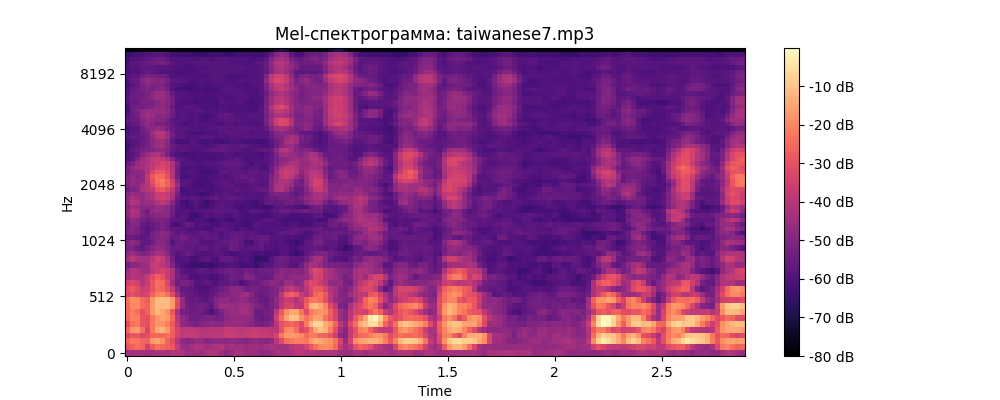 Mel-спектрограмма: taiwanese7.mp3
8192
4096
2048
1024
512
0
Hz
0
0.5
1
1.5
2
2.5
Time
-10 dB
-20 dB
-30 dB
-40 dB
-50 dB
-60 dB
-70 dB
-80 dB